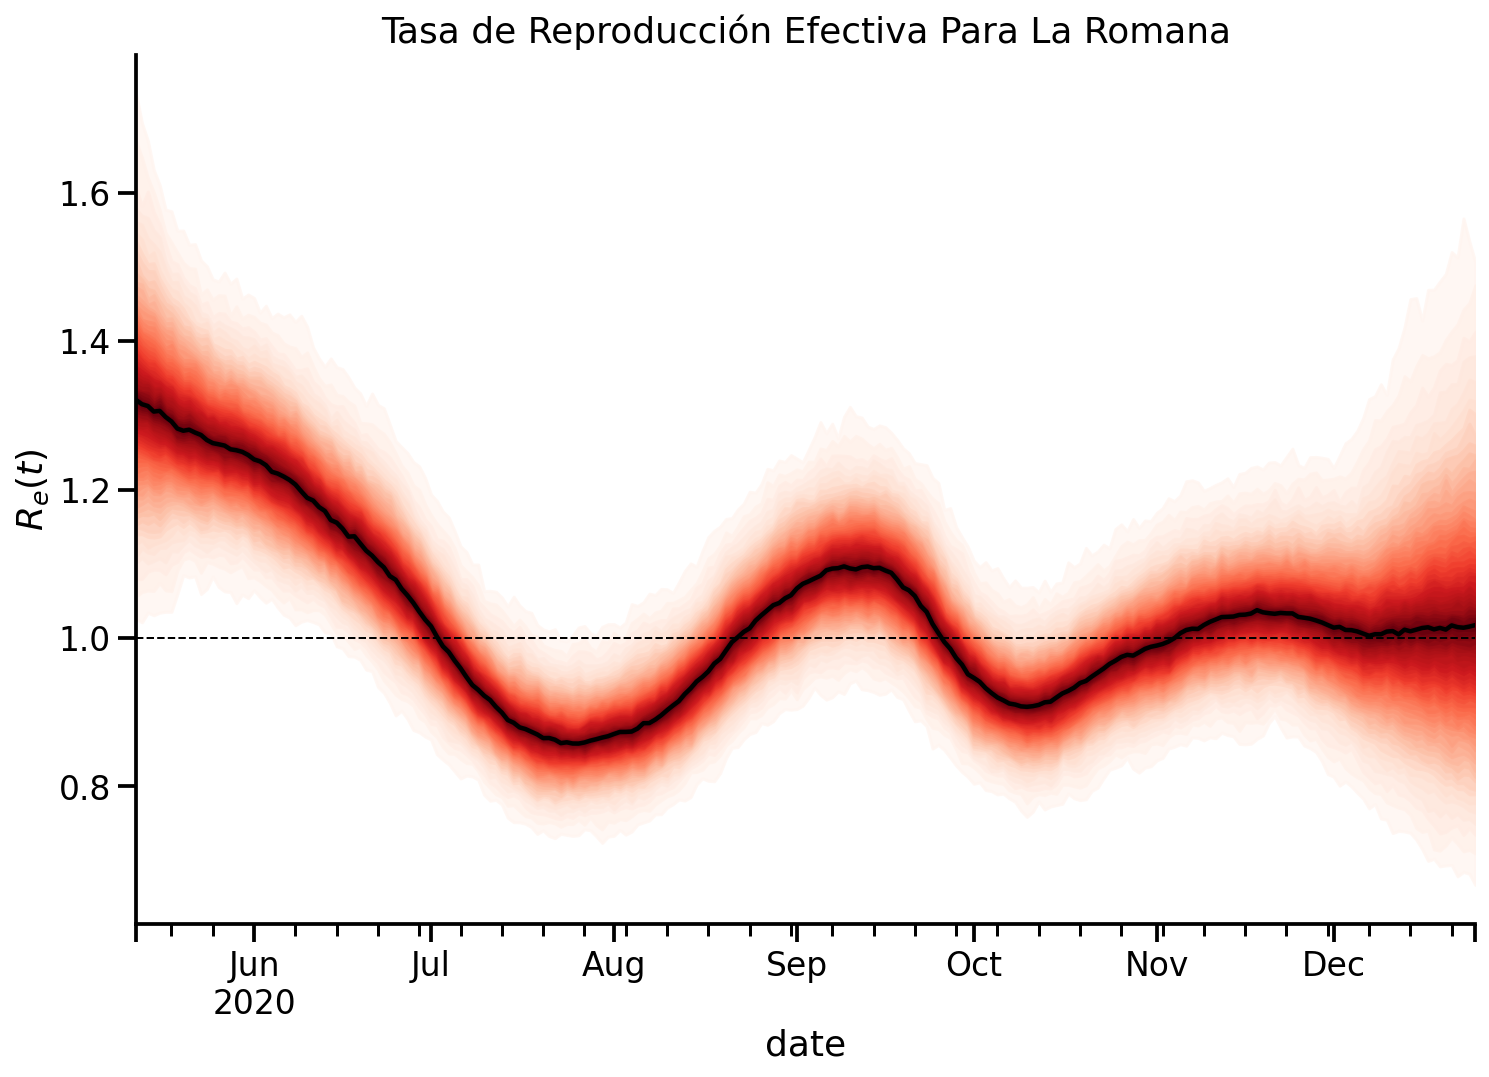 Tasa de Reproducción Efectiva Para La Romana
1.6
1.4
1.2
1.0
0.8
Rₑ(t)
Jun Jul Aug Sep Oct Nov Dec
2020
date